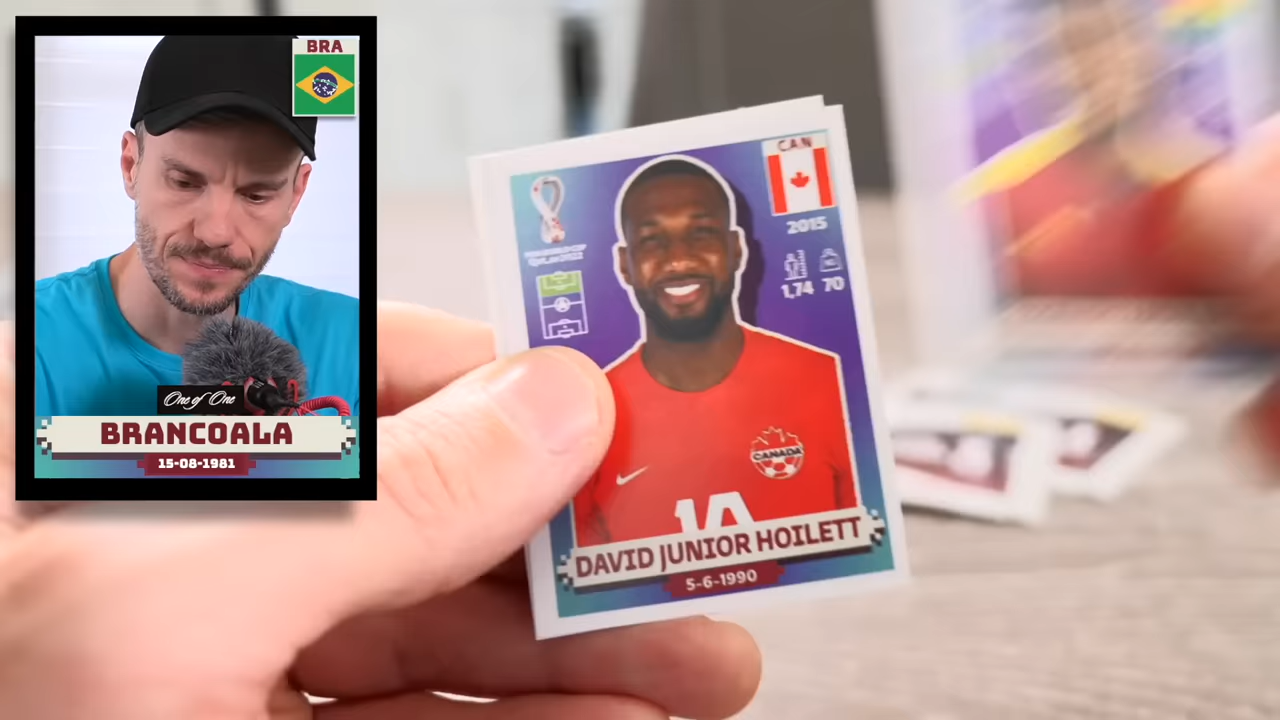 BRA
One of One
BRANCOALA
15-08-1981
CAN
2015
1,74 70
CANADA
10
DAVID JUNIOR HOILETT
5-6-1990